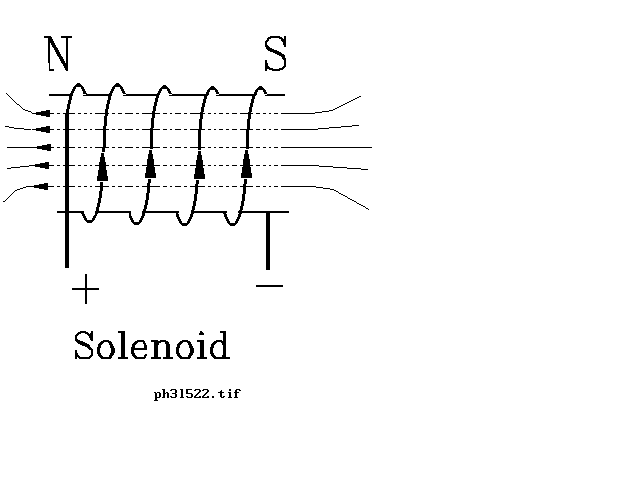 N S
+ −
Solenoid
ph31522.tif